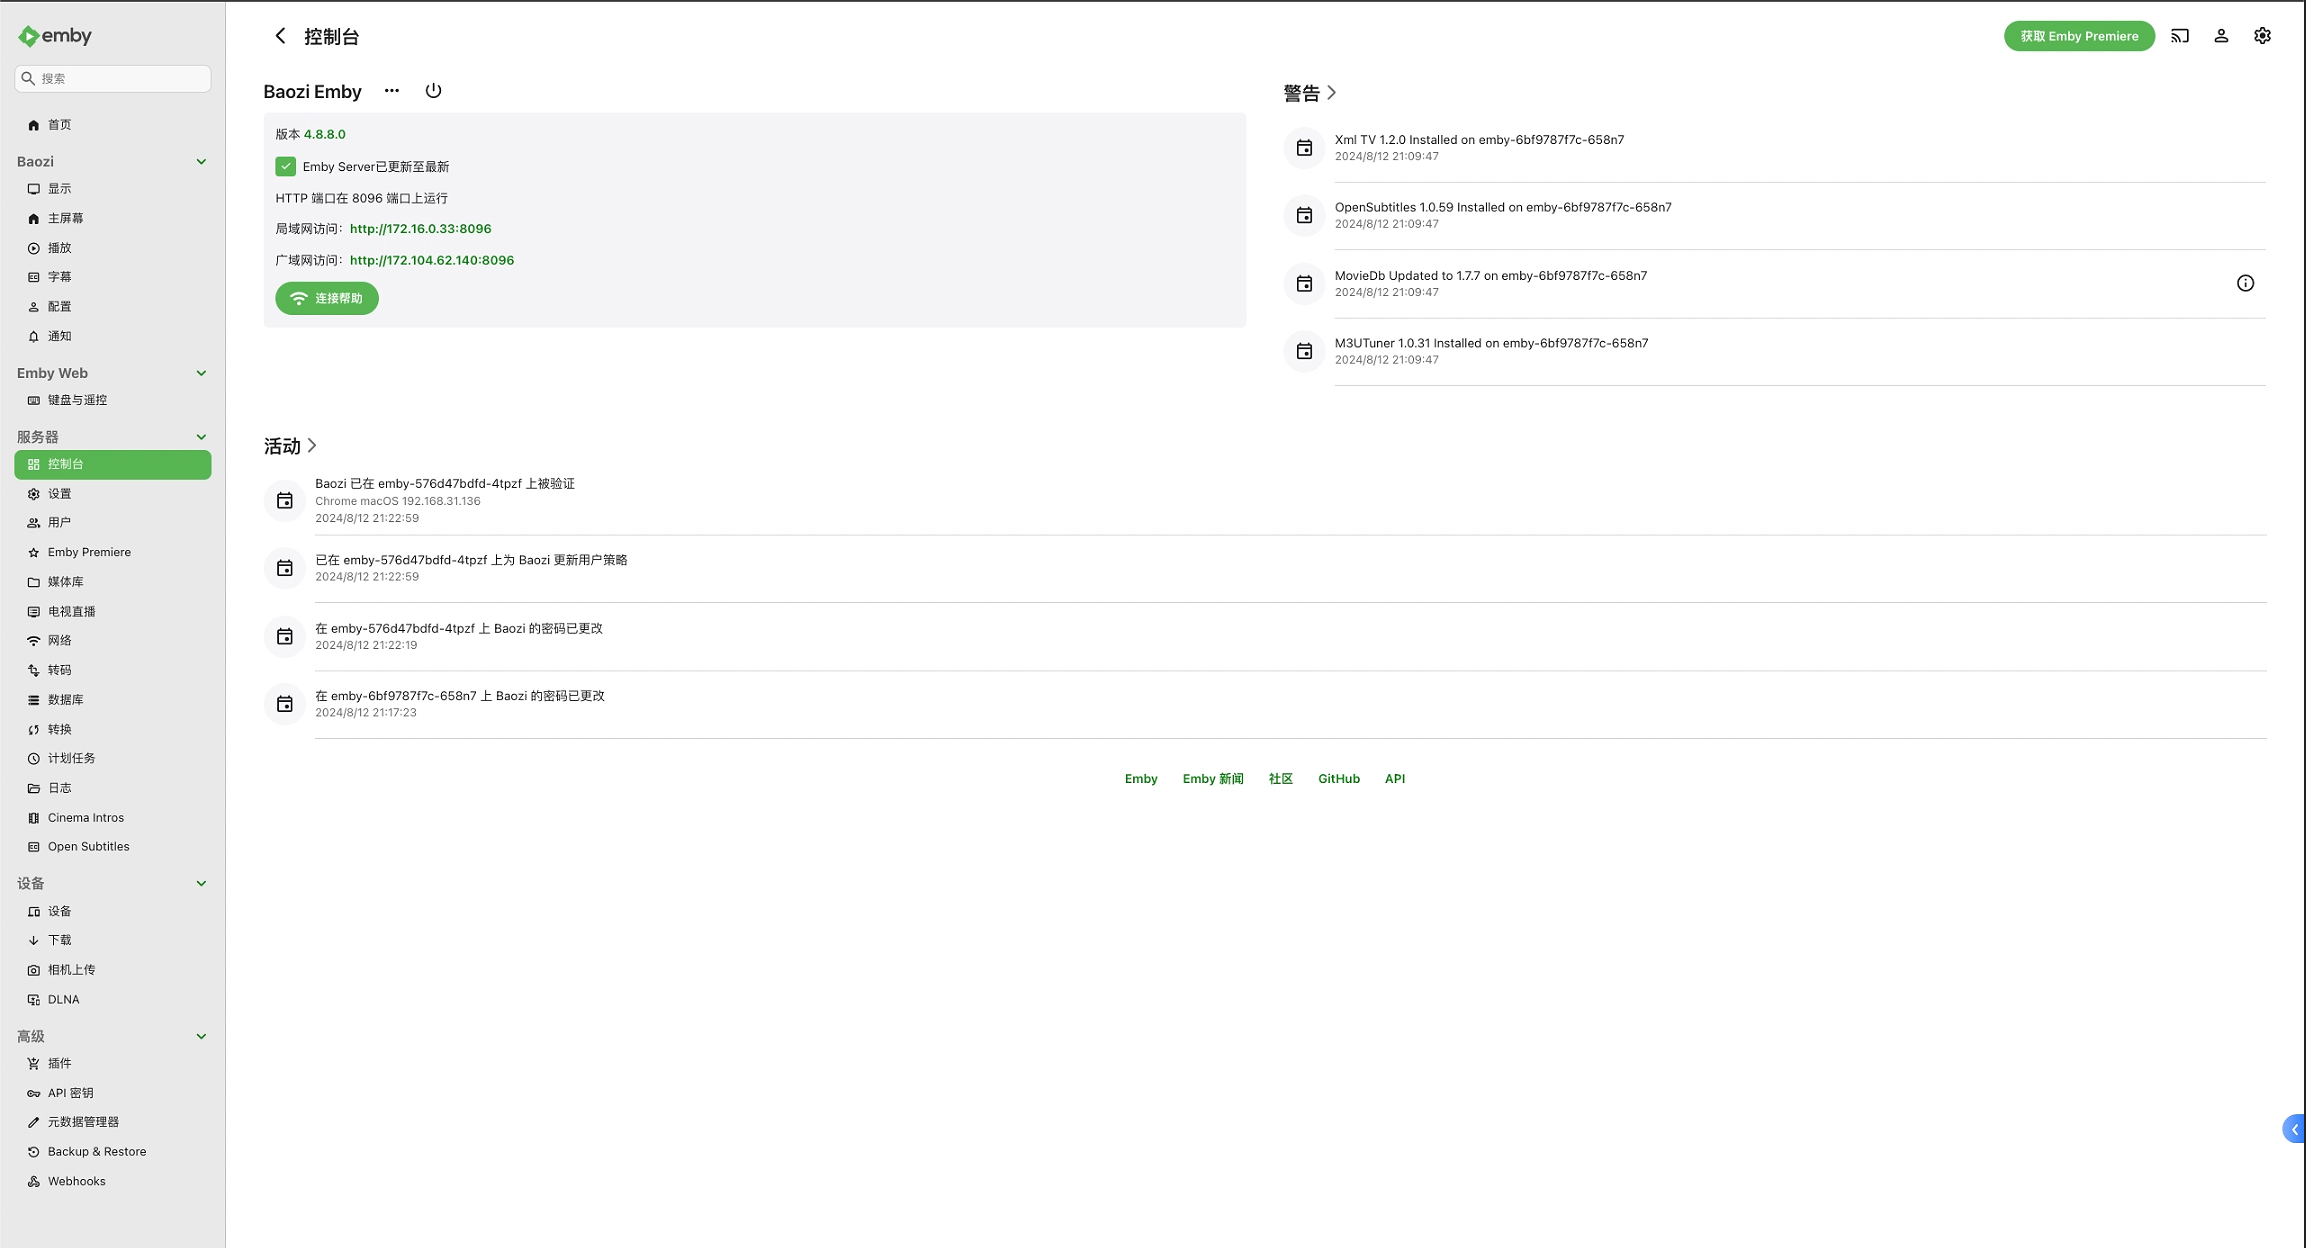 emby
搜索
首页
Baozi
显示
主屏幕
播放
字幕
配置
通知
Emby Web
键盘与遥控
服务器
控制台
设置
用户
Emby Premiere
媒体库
电视直播
网络
转码
数据库
转换
计划任务
日志
Cinema Intros
Open Subtitles
设备
设备
下载
相机上传
DLNA
高级
插件
API 密钥
元数据管理器
Backup & Restore
Webhooks
控制台
获取 Emby Premiere
Baozi Emby
版本 4.8.8.0
Emby Server已更新至最新
HTTP 端口在 8096 端口上运行
局域网访问：http://172.16.0.33:8096
广域网访问：http://172.104.62.140:8096
连接帮助
警告
Xml TV 1.2.0 Installed on emby-6bf9787f7c-658n7
2024/8/12 21:09:47
OpenSubtitles 1.0.59 Installed on emby-6bf9787f7c-658n7
2024/8/12 21:09:47
MovieDb Updated to 1.7.7 on emby-6bf9787f7c-658n7
2024/8/12 21:09:47
M3UTuner 1.0.31 Installed on emby-6bf9787f7c-658n7
2024/8/12 21:09:47
活动
Baozi 已在 emby-576d47bdfd-4tpzf 上被验证
Chrome macOS 192.168.31.136
2024/8/12 21:22:59
已在 emby-576d47bdfd-4tpzf 上为 Baozi 更新用户策略
2024/8/12 21:22:59
在 emby-576d47bdfd-4tpzf 上 Baozi 的密码已更改
2024/8/12 21:22:19
在 emby-6bf9787f7c-658n7 上 Baozi 的密码已更改
2024/8/12 21:17:23
Emby Emby 新闻 社区 GitHub API